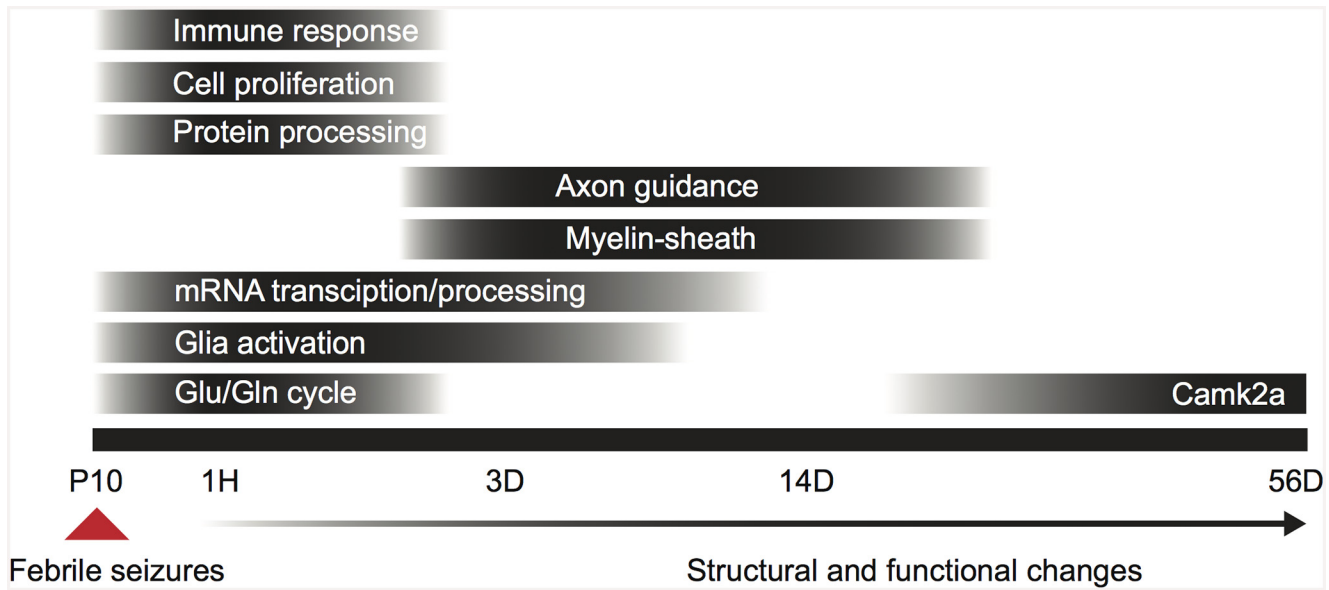 Immune response
Cell proliferation
Protein processing
Axon guidance
Myelin-sheath
mRNA transciption/processing
Glia activation
Glu/Gln cycle
Camk2a
P10 1H 3D 14D 56D
Febrile seizures Structural and functional changes